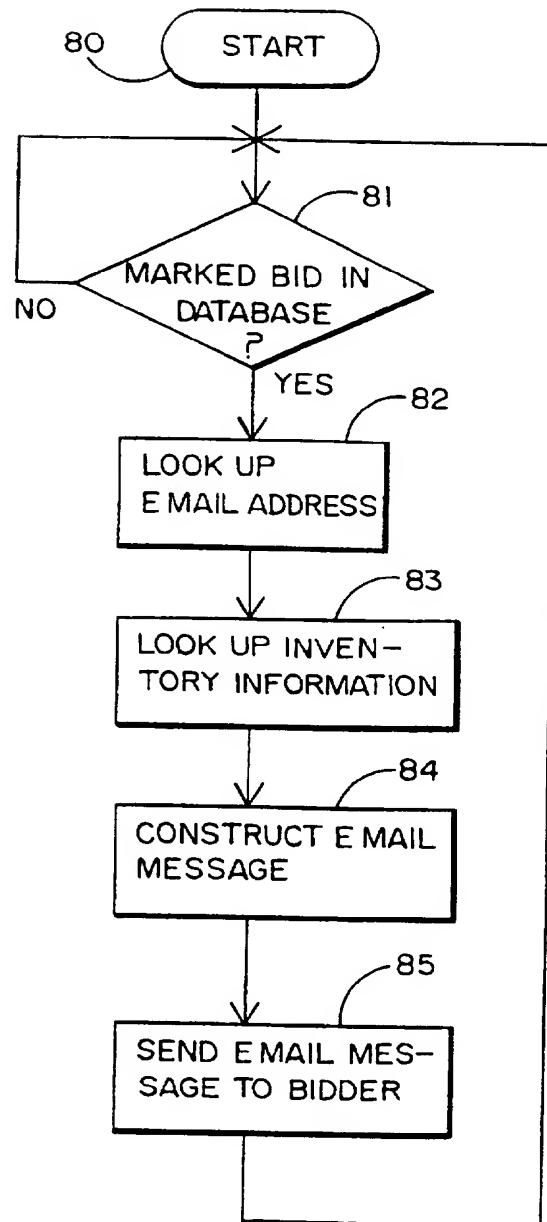 80
START
81
MARKED BID IN
DATABASE
?
NO
YES
82
LOOK UP
E MAIL ADDRESS
83
LOOK UP INVEN-
TORY INFORMATION
84
CONSTRUCT E MAIL
MESSAGE
85
SEND E MAIL MES-
SAGE TO BIDDER